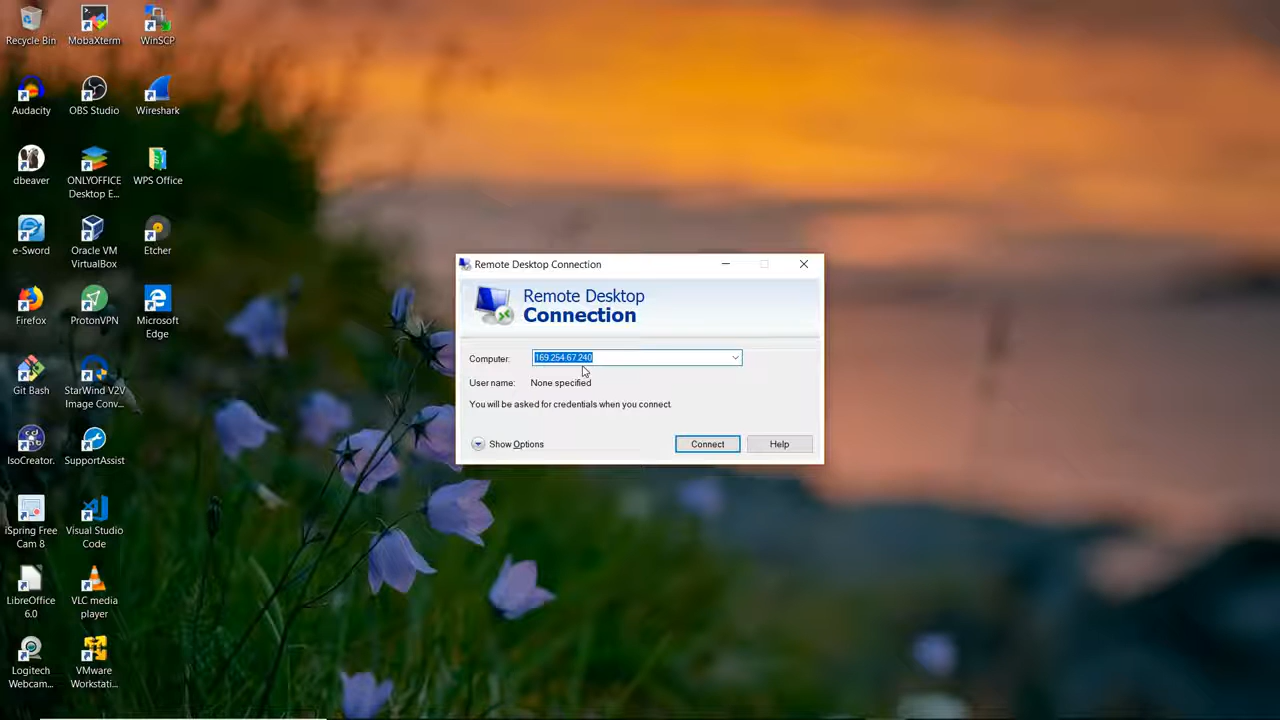 Recycle Bin
MobaXterm
WinSCP
Audacity
OBS Studio
Wireshark
dbeaver
ONLYOFFICE
Desktop E...
WPS Office
e-Sword
Oracle VM
VirtualBox
Etcher
Firefox
ProtonVPN
Microsoft
Edge
Git Bash
StarWind V2V
Image Conv...
IsoCreator.
SupportAssist
iSpring Free
Cam 8
Visual Studio
Code
LibreOffice
6.0
VLC media
player
Logitech
Webcam...
VMware
Workstati...
Remote Desktop Connection
Remote Desktop
Connection
Computer:
169.254.67.240
User name:
None specified
You will be asked for credentials when you connect.
Show Options
Connect
Help